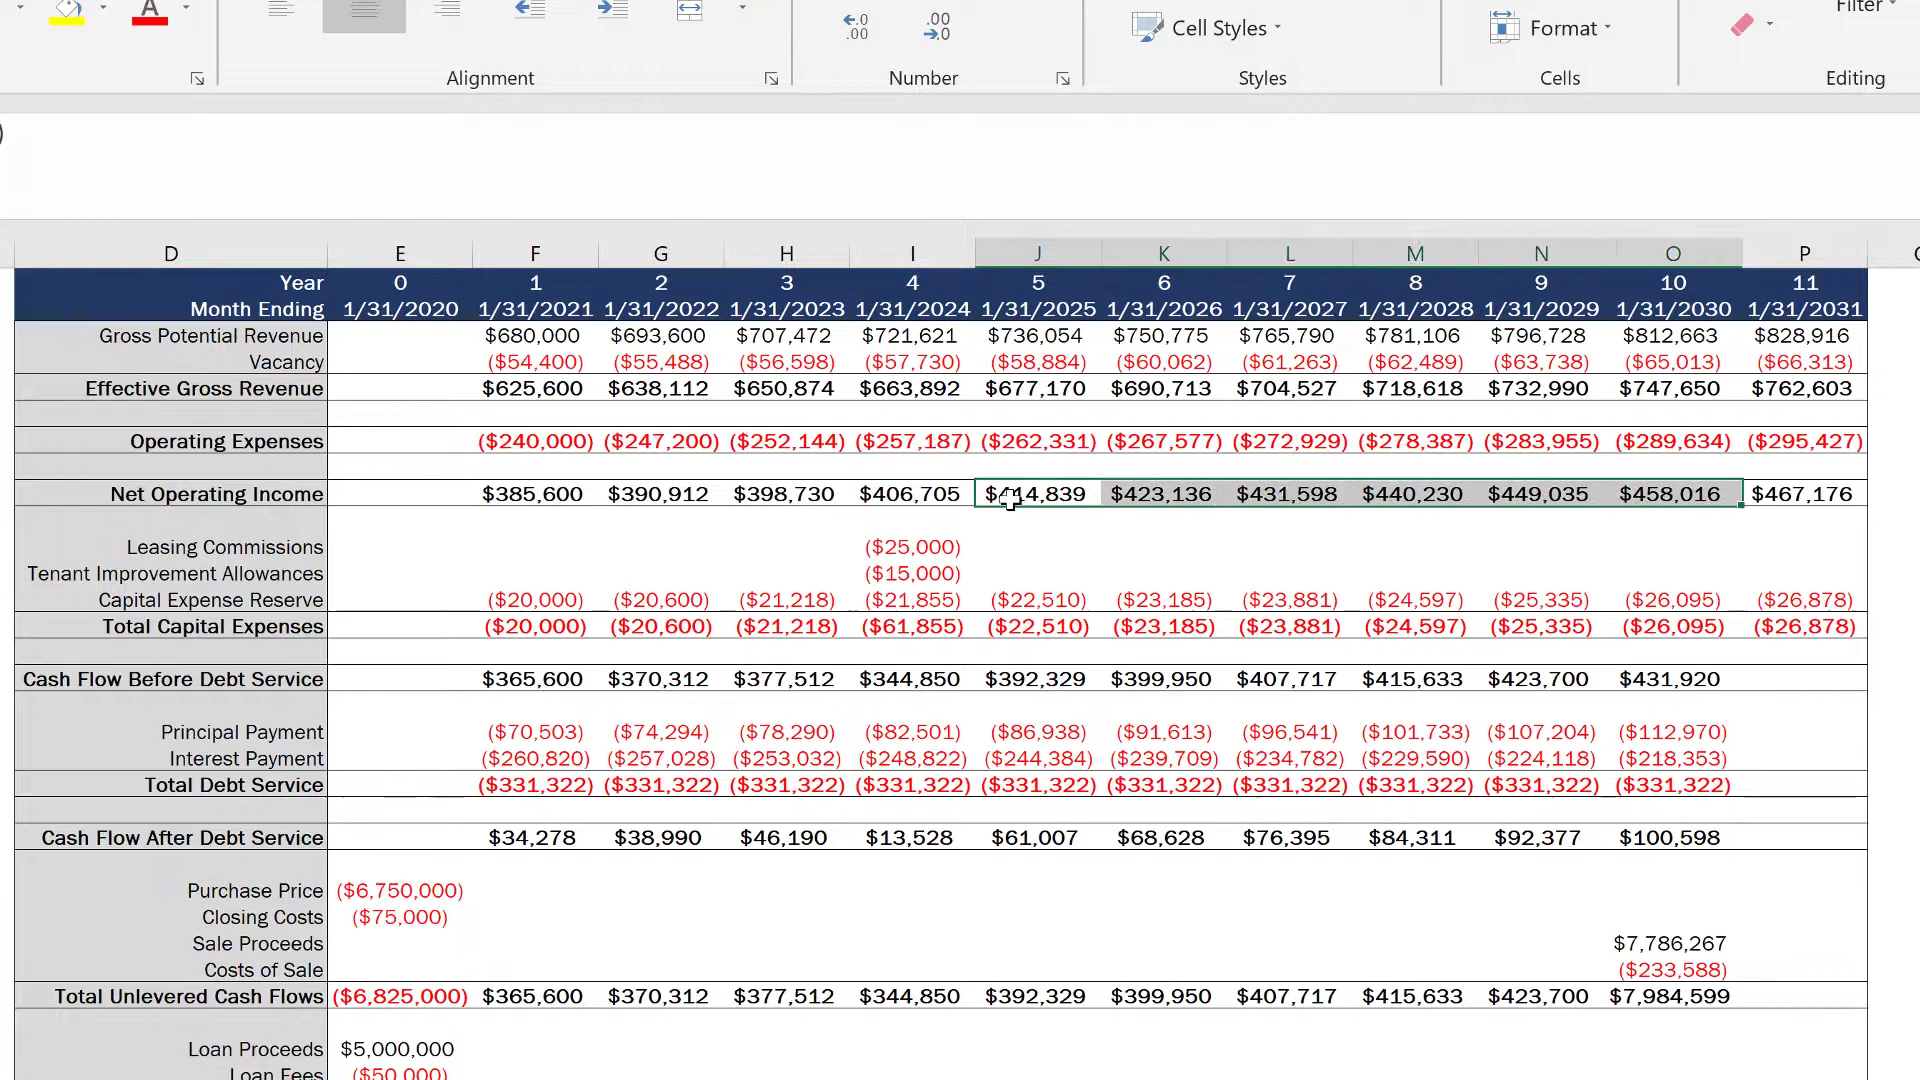 Filter
.0
.00
.00
.0
Cell Styles
Format
Alignment
Number
Styles
Cells
Editing
D E F G H I J K L M N O P
Year 0 1 2 3 4 5 6 7 8 9 10 11
Month Ending 1/31/2020 1/31/2021 1/31/2022 1/31/2023 1/31/2024 1/31/2025 1/31/2026 1/31/2027 1/31/2028 1/31/2029 1/31/2030 1/31/2031
Gross Potential Revenue $680,000 $693,600 $707,472 $721,621 $736,054 $750,775 $765,790 $781,106 $796,728 $812,663 $828,916
Vacancy ($54,400) ($55,488) ($56,598) ($57,730) ($58,884) ($60,062) ($61,263) ($62,489) ($63,738) ($65,013) ($66,313)
Effective Gross Revenue $625,600 $638,112 $650,874 $663,892 $677,170 $690,713 $704,527 $718,618 $732,990 $747,650 $762,603
Operating Expenses ($240,000) ($247,200) ($252,144) ($257,187) ($262,331) ($267,577) ($272,929) ($278,387) ($283,955) ($289,634) ($295,427)
Net Operating Income $385,600 $390,912 $398,730 $406,705 $414,839 $423,136 $431,598 $440,230 $449,035 $458,016 $467,176
Leasing Commissions ($25,000)
Tenant Improvement Allowances ($15,000)
Capital Expense Reserve ($20,000) ($20,600) ($21,218) ($21,855) ($22,510) ($23,185) ($23,881) ($24,597) ($25,335) ($26,095) ($26,878)
Total Capital Expenses ($20,000) ($20,600) ($21,218) ($61,855) ($22,510) ($23,185) ($23,881) ($24,597) ($25,335) ($26,095) ($26,878)
Cash Flow Before Debt Service $365,600 $370,312 $377,512 $344,850 $392,329 $399,950 $407,717 $415,633 $423,700 $431,920
Principal Payment ($70,503) ($74,294) ($78,290) ($82,501) ($86,938) ($91,613) ($96,541) ($101,733) ($107,204) ($112,970)
Interest Payment ($260,820) ($257,028) ($253,032) ($248,822) ($244,384) ($239,709) ($234,782) ($229,590) ($224,118) ($218,353)
Total Debt Service ($331,322) ($331,322) ($331,322) ($331,322) ($331,322) ($331,322) ($331,322) ($331,322) ($331,322) ($331,322)
Cash Flow After Debt Service $34,278 $38,990 $46,190 $13,528 $61,007 $68,628 $76,395 $84,311 $92,377 $100,598
Purchase Price ($6,750,000)
Closing Costs ($75,000)
Sale Proceeds $7,786,267
Costs of Sale ($233,588)
Total Unlevered Cash Flows ($6,825,000) $365,600 $370,312 $377,512 $344,850 $392,329 $399,950 $407,717 $415,633 $423,700 $7,984,599
Loan Proceeds $5,000,000
Loan Fees ($50,000)